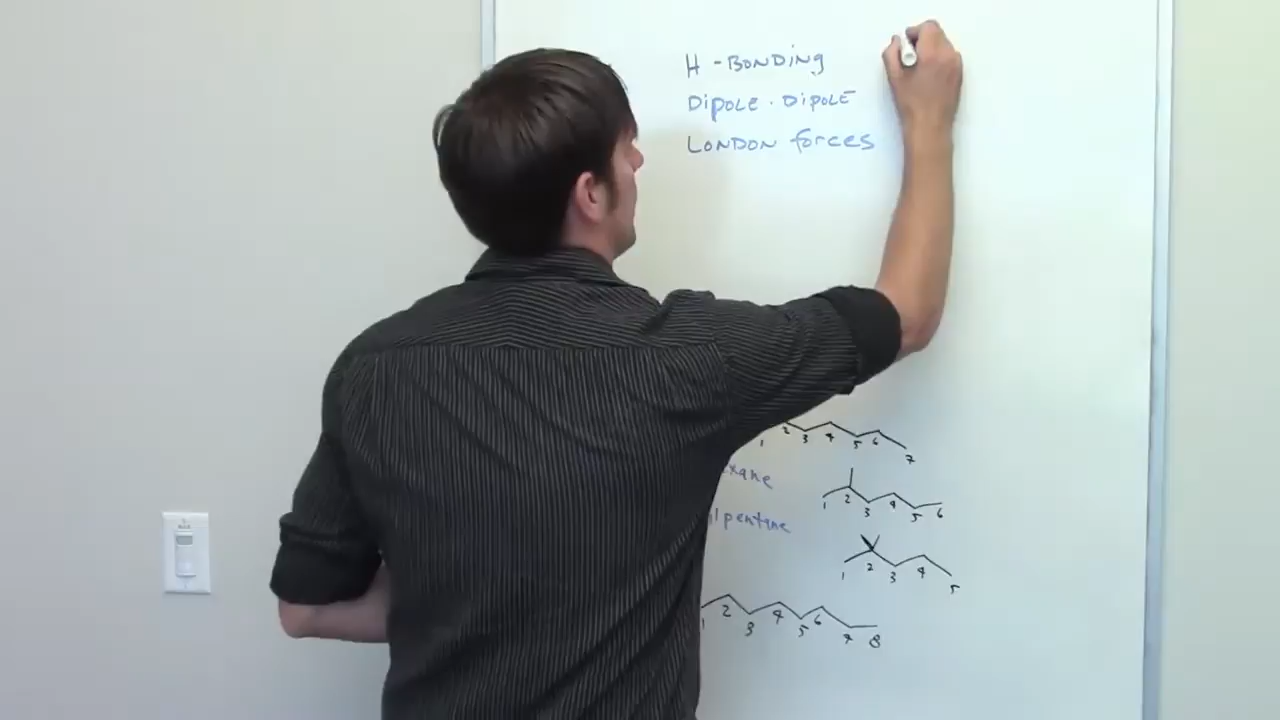 H-BONDING
DIPOLE · DIPOLE
LONDON forces
1 2 3 4 5 6 7
xane
1 2 3 4 5 6
lpentane
1 2 3 4 5
1 2 3 4 5 6 7 8